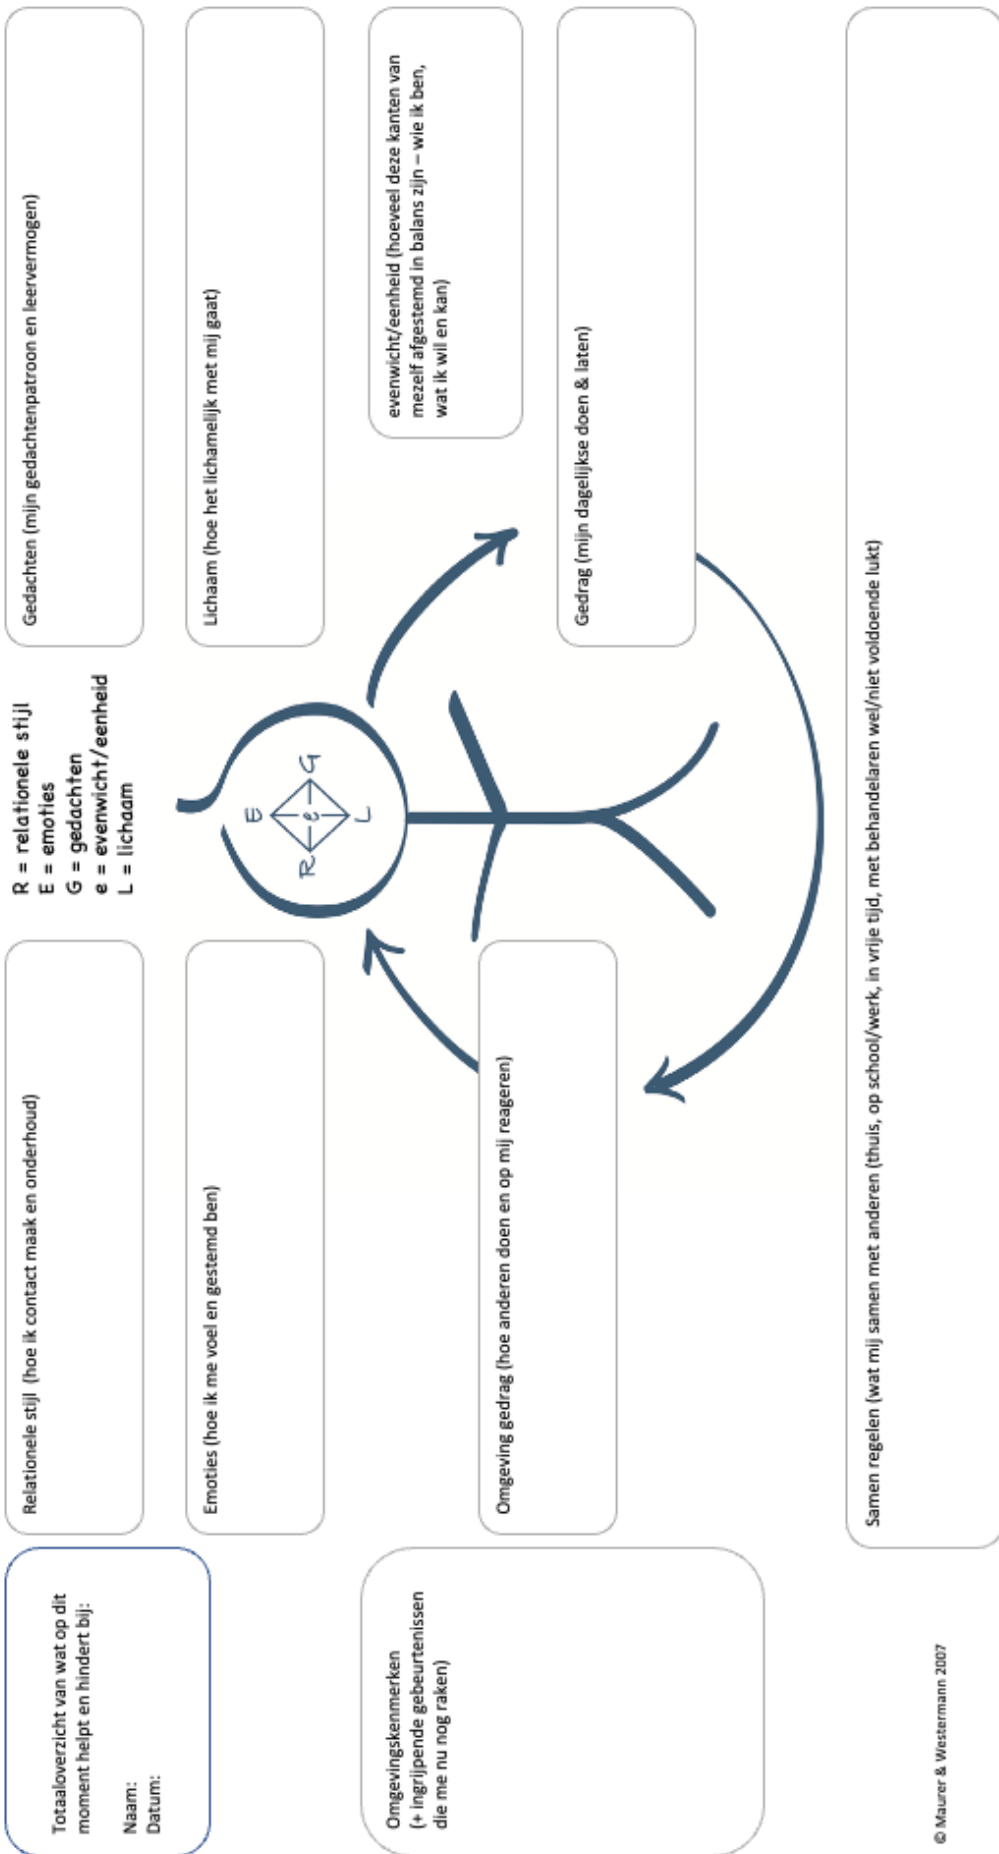 Totaaloverzicht van wat op dit
moment helpt en hindert bij:
Naam:
Datum:
Relationele stijl (hoe ik contact maak en onderhoud)
R = relationele stijl
E = emoties
G = gedachten
e = evenwicht/eenheid
L = lichaam
Gedachten (mijn gedachtenpatroon en leervermogen)
Emoties (hoe ik me voel en gestemd ben)
E
R
e
G
L
Lichaam (hoe het lichamelijk met mij gaat)
Omgevingskenmerken
(+ ingrijpende gebeurtenissen
die me nu nog raken)
evenwicht/eenheid (hoeveel deze kanten van
mezelf afgestemd in balans zijn – wie ik ben,
wat ik wil en kan)
Omgeving gedrag (hoe anderen doen en op mij reageren)
Gedrag (mijn dagelijkse doen & laten)
Samen regelen (wat mij samen met anderen (thuis, op school/werk, in vrije tijd, met behandelaren wel/niet voldoende lukt)
© Maurer & Westermann 2007